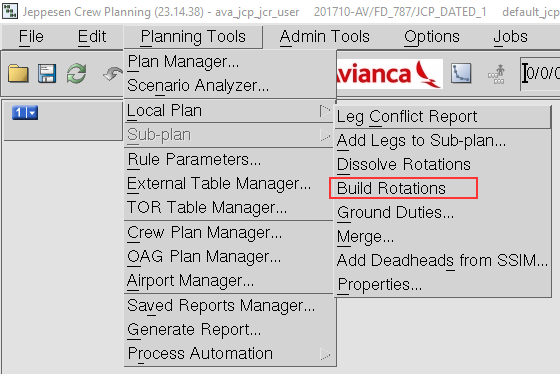 Jeppesen Crew Planning (23.14.38) - ava_jcp_jcr_user 201710-AV/FD_787/JCP_DATED_1 default_jcp
File Edit Planning Tools Admin Tools Options Jobs
Plan Manager...
Scenario Analyzer...
Local Plan
Sub-plan
Rule Parameters...
External Table Manager...
TOR Table Manager...
Crew Plan Manager...
OAG Plan Manager...
Airport Manager...
Saved Reports Manager...
Generate Report...
Process Automation
Leg Conflict Report
Add Legs to Sub-plan...
Dissolve Rotations
Build Rotations
Ground Duties...
Merge...
Add Deadheads from SSIM...
Properties...
Avianca
0/0/0
1